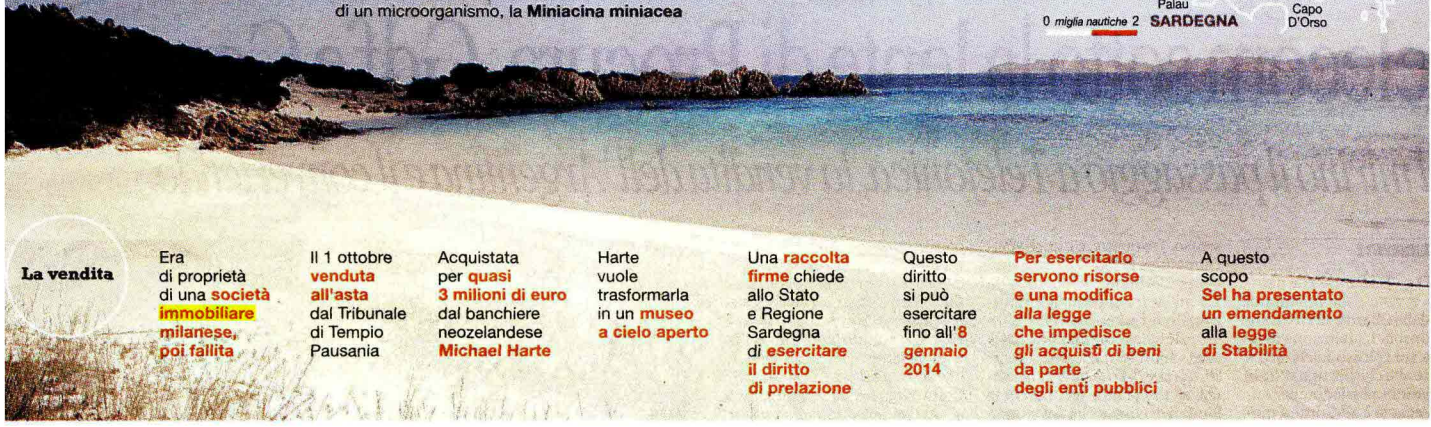 di un microorganismo, la Miniacina miniacea
0 miglia nautiche 2
Palau
SARDEGNA
Capo
D'Orso
La vendita
Era
di proprietà
di una società
immobiliare
milanese,
poi fallita
Il 1 ottobre
venduta
all'asta
dal Tribunale
di Tempio
Pausania
Acquistata
per quasi
3 milioni di euro
dal banchiere
neozelandese
Michael Harte
Harte
vuole
trasformarla
in un museo
a cielo aperto
Una raccolta
firme chiede
allo Stato
e Regione
Sardegna
di esercitare
il diritto
di prelazione
Questo
diritto
si può
esercitare
fino all'8
gennaio
2014
Per esercitarlo
servono risorse
e una modifica
alla legge
che impedisce
gli acquisti di beni
da parte
degli enti pubblici
A questo
scopo
Sel ha presentato
un emendamento
alla legge
di Stabilità